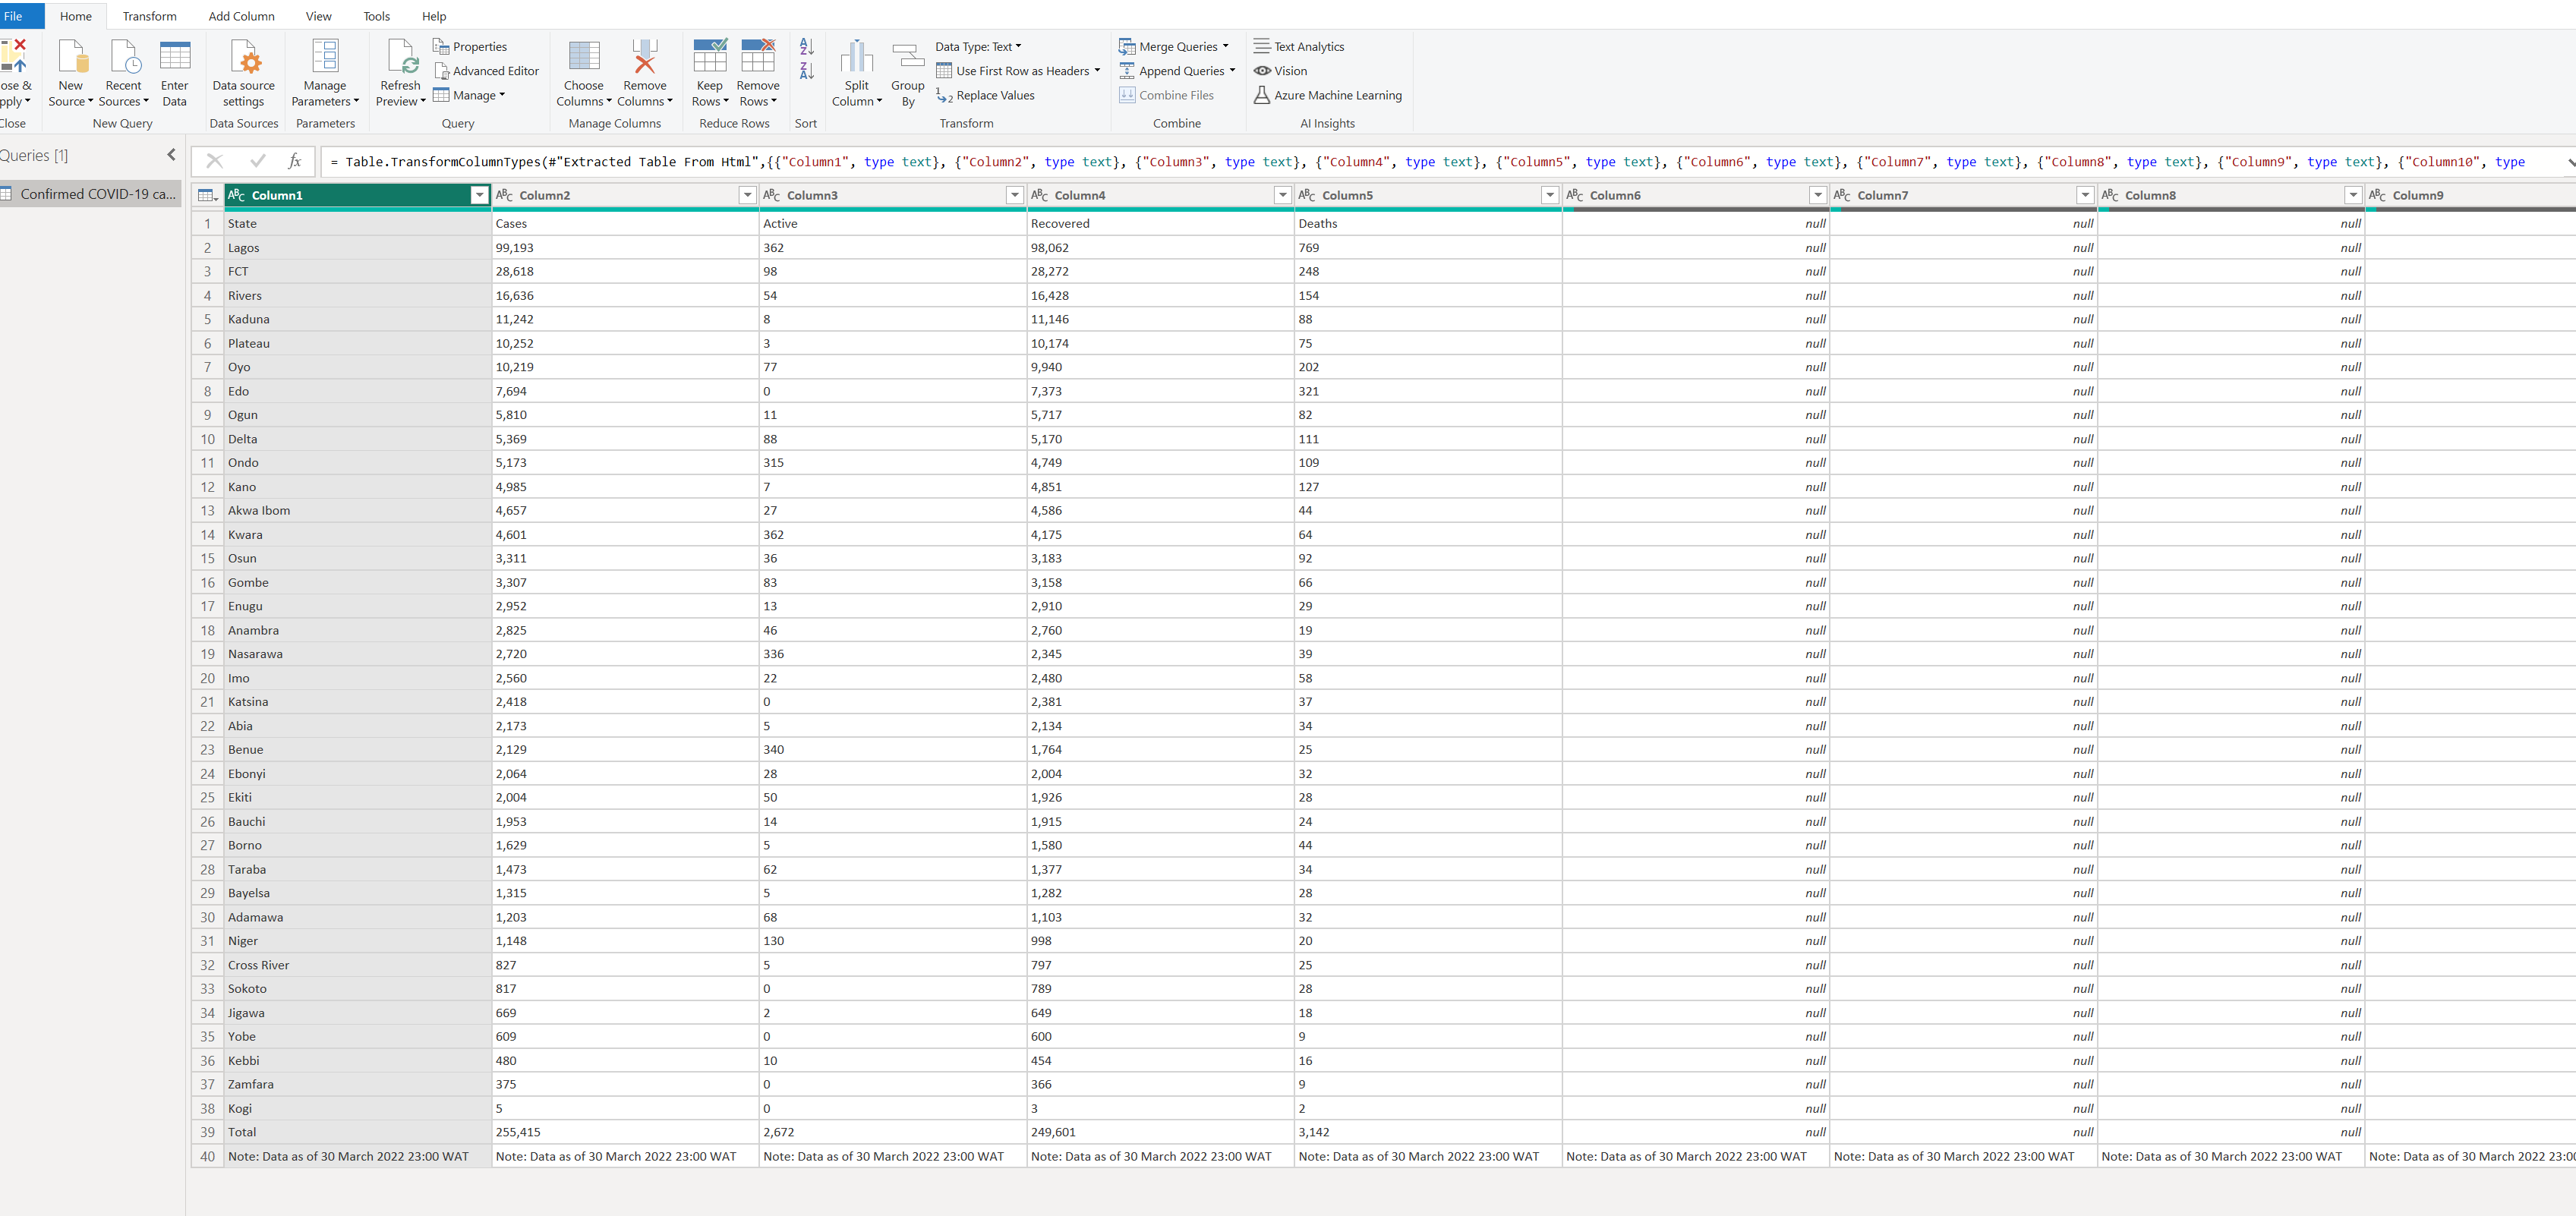 File Home Transform Add Column View Tools Help
ose & New Recent Enter Data source Manage Refresh Properties Choose Remove Keep Remove Split Group Data Type: Text Merge Queries Text Analytics
pply Source Sources Data settings Parameters Preview Advanced Editor Columns Columns Rows Rows Column By Use First Row as Headers Append Queries Vision
Manage Replace Values Combine Files Azure Machine Learning
Close New Query Data Sources Parameters Query Manage Columns Reduce Rows Sort Transform Combine AI Insights
Queries [1] fx = Table.TransformColumnTypes(#"Extracted Table From Html",{{"Column1", type text}, {"Column2", type text}, {"Column3", type text}, {"Column4", type text}, {"Column5", type text}, {"Column6", type text}, {"Column7", type text}, {"Column8", type text}, {"Column9", type text}, {"Column10", type
Confirmed COVID-19 ca... ABC Column1 ABC Column2 ABC Column3 ABC Column4 ABC Column5 ABC Column6 ABC Column7 ABC Column8 ABC Column9
1 State Cases Active Recovered Deaths null null null
2 Lagos 99,193 362 98,062 769 null null null
3 FCT 28,618 98 28,272 248 null null null
4 Rivers 16,636 54 16,428 154 null null null
5 Kaduna 11,242 8 11,146 88 null null null
6 Plateau 10,252 3 10,174 75 null null null
7 Oyo 10,219 77 9,940 202 null null null
8 Edo 7,694 0 7,373 321 null null null
9 Ogun 5,810 11 5,717 82 null null null
10 Delta 5,369 88 5,170 111 null null null
11 Ondo 5,173 315 4,749 109 null null null
12 Kano 4,985 7 4,851 127 null null null
13 Akwa Ibom 4,657 27 4,586 44 null null null
14 Kwara 4,601 362 4,175 64 null null null
15 Osun 3,311 36 3,183 92 null null null
16 Gombe 3,307 83 3,158 66 null null null
17 Enugu 2,952 13 2,910 29 null null null
18 Anambra 2,825 46 2,760 19 null null null
19 Nasarawa 2,720 336 2,345 39 null null null
20 Imo 2,560 22 2,480 58 null null null
21 Katsina 2,418 0 2,381 37 null null null
22 Abia 2,173 5 2,134 34 null null null
23 Benue 2,129 340 1,764 25 null null null
24 Ebonyi 2,064 28 2,004 32 null null null
25 Ekiti 2,004 50 1,926 28 null null null
26 Bauchi 1,953 14 1,915 24 null null null
27 Borno 1,629 5 1,580 44 null null null
28 Taraba 1,473 62 1,377 34 null null null
29 Bayelsa 1,315 5 1,282 28 null null null
30 Adamawa 1,203 68 1,103 32 null null null
31 Niger 1,148 130 998 20 null null null
32 Cross River 827 5 797 25 null null null
33 Sokoto 817 0 789 28 null null null
34 Jigawa 669 2 649 18 null null null
35 Yobe 609 0 600 9 null null null
36 Kebbi 480 10 454 16 null null null
37 Zamfara 375 0 366 9 null null null
38 Kogi 5 0 3 2 null null null
39 Total 255,415 2,672 249,601 3,142 null null null
40 Note: Data as of 30 March 2022 23:00 WAT Note: Data as of 30 March 2022 23:00 WAT Note: Data as of 30 March 2022 23:00 WAT Note: Data as of 30 March 2022 23:00 WAT Note: Data as of 30 March 2022 23:00 WAT Note: Data as of 30 March 2022 23:00 WAT Note: Data as of 30 March 2022 23:00 WAT Note: Data as of 30 March 2022 23:00 WAT Note: Data as of 30 March 2022 23:00